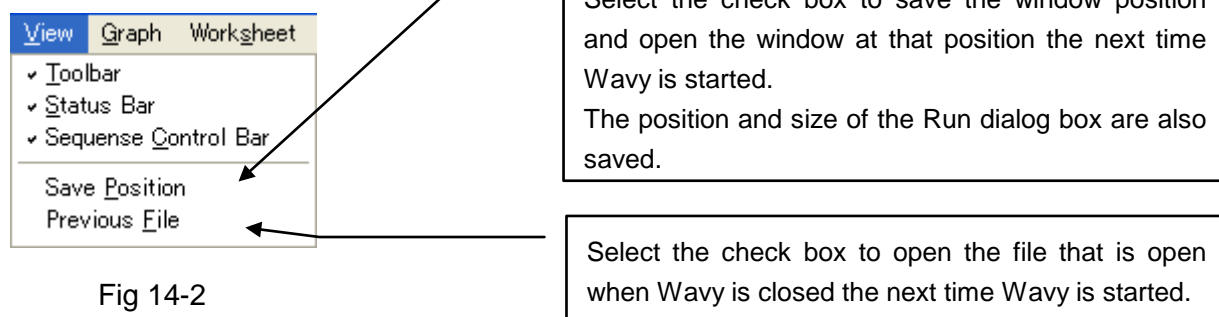 View Graph Worksheet
Toolbar
Status Bar
Sequense Control Bar
Save Position
Previous File
Fig 14-2
Select the check box to save the window position
and open the window at that position the next time
Wavy is started.
The position and size of the Run dialog box are also
saved.
Select the check box to open the file that is open
when Wavy is closed the next time Wavy is started.